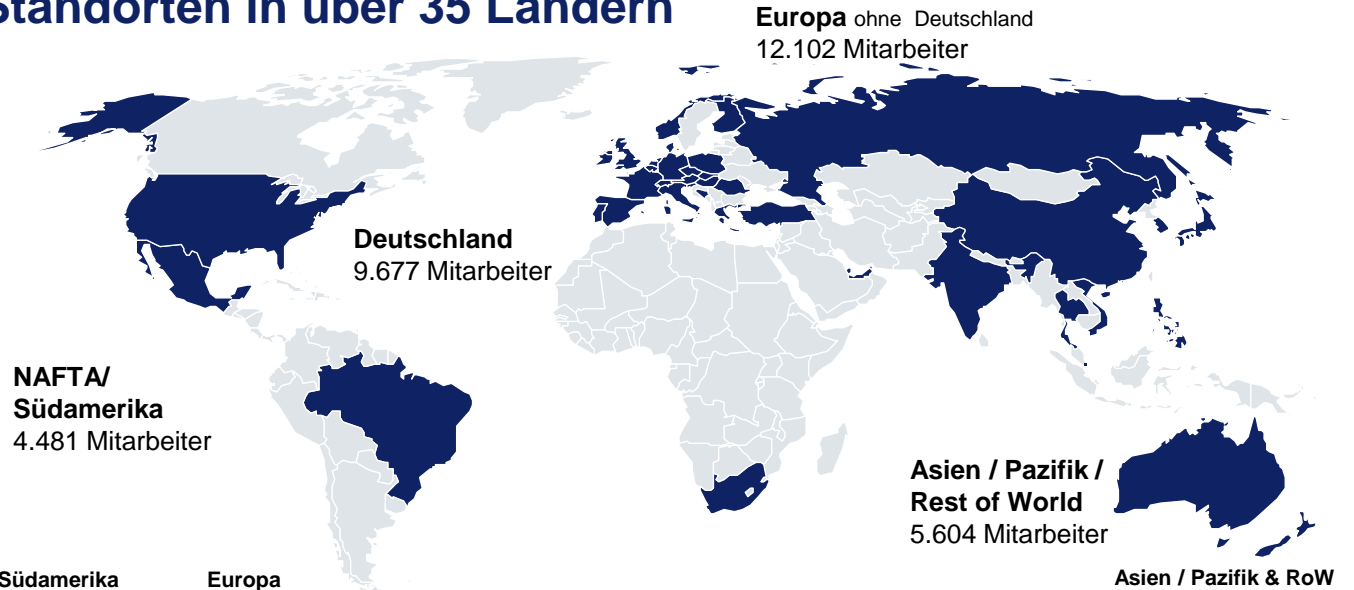 Standorten in über 35 Ländern
Europa ohne Deutschland
12.102 Mitarbeiter
Deutschland
9.677 Mitarbeiter
NAFTA/
Südamerika
4.481 Mitarbeiter
Asien / Pazifik /
Rest of World
5.604 Mitarbeiter
Südamerika
Europa
Asien / Pazifik & RoW